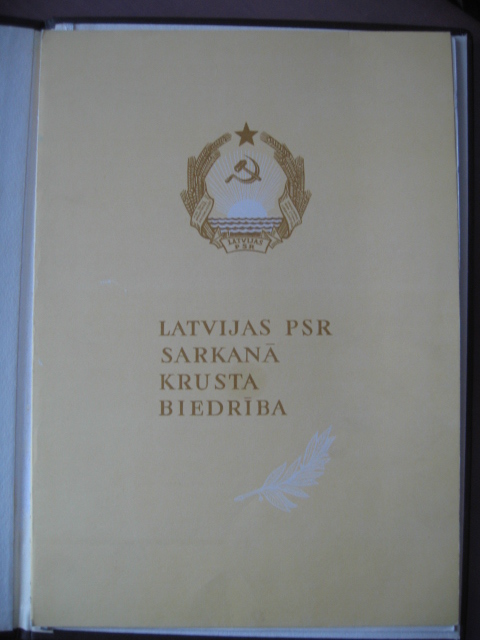 LATVIJAS
PSR
LATVIJAS PSR
SARKANĀ
KRUSTA
BIEDRĪBA